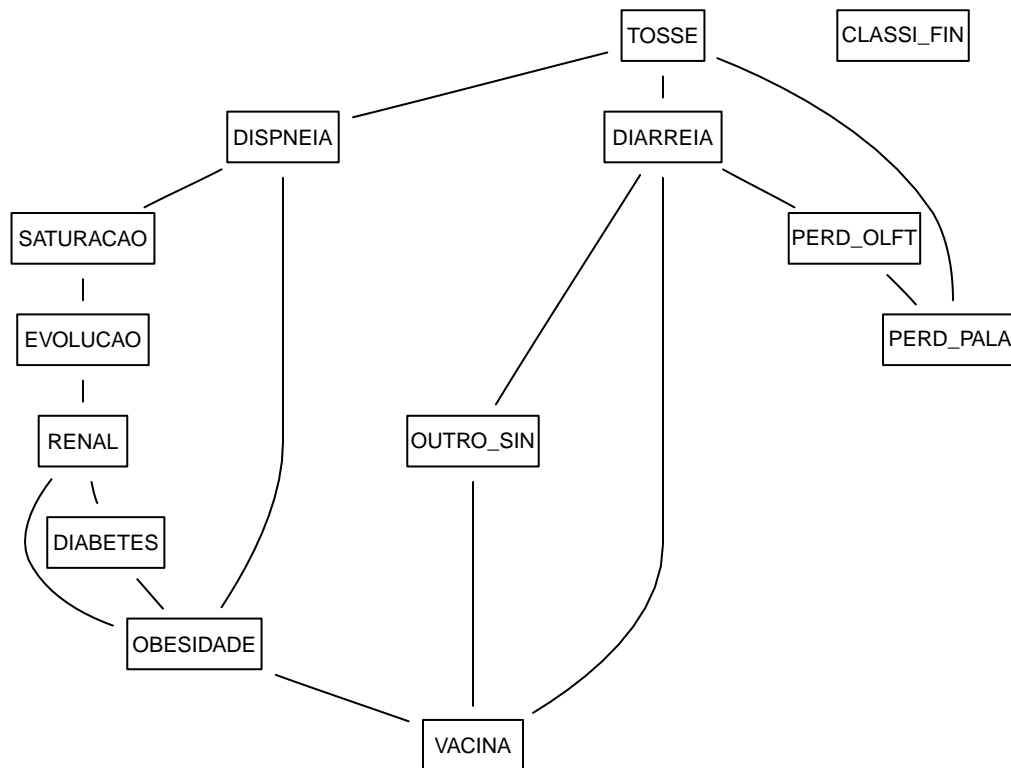 TOSSE
CLASSI_FIN
DISPNEIA
DIARREIA
SATURACAO
PERD_OLFT
EVOLUCAO
PERD_PALA
RENAL
OUTRO_SIN
DIABETES
OBESIDADE
VACINA